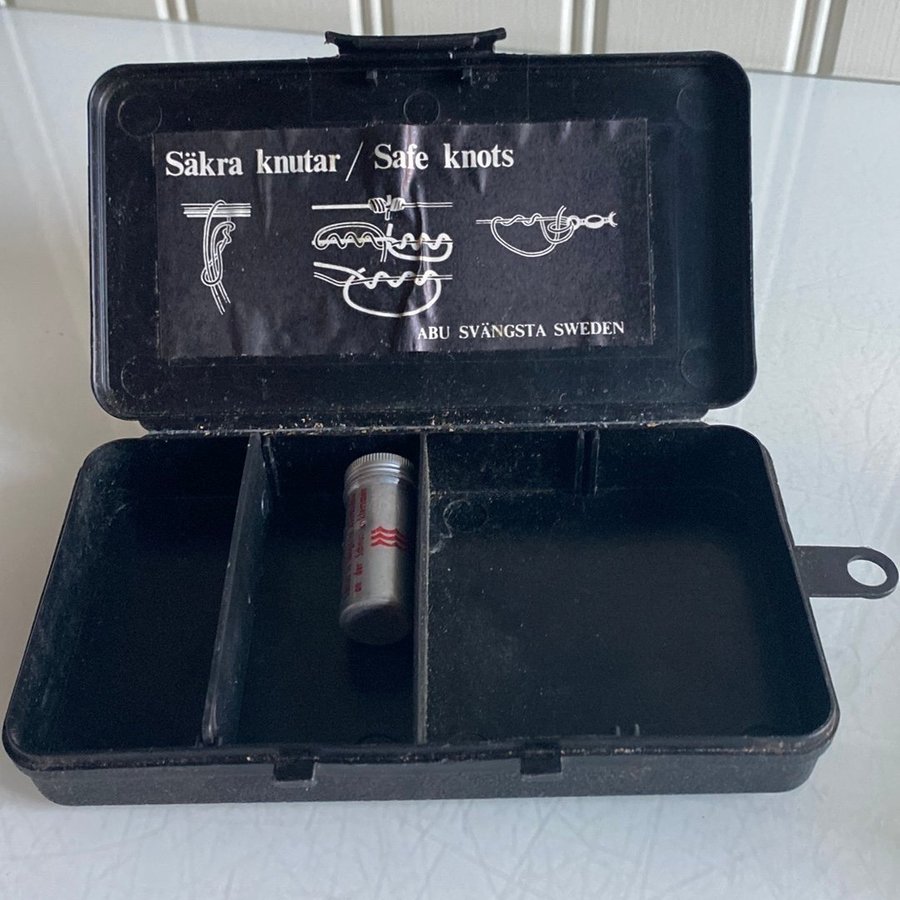 Säkra knutar / Safe knots
ABU SVÄNGSTA SWEDEN